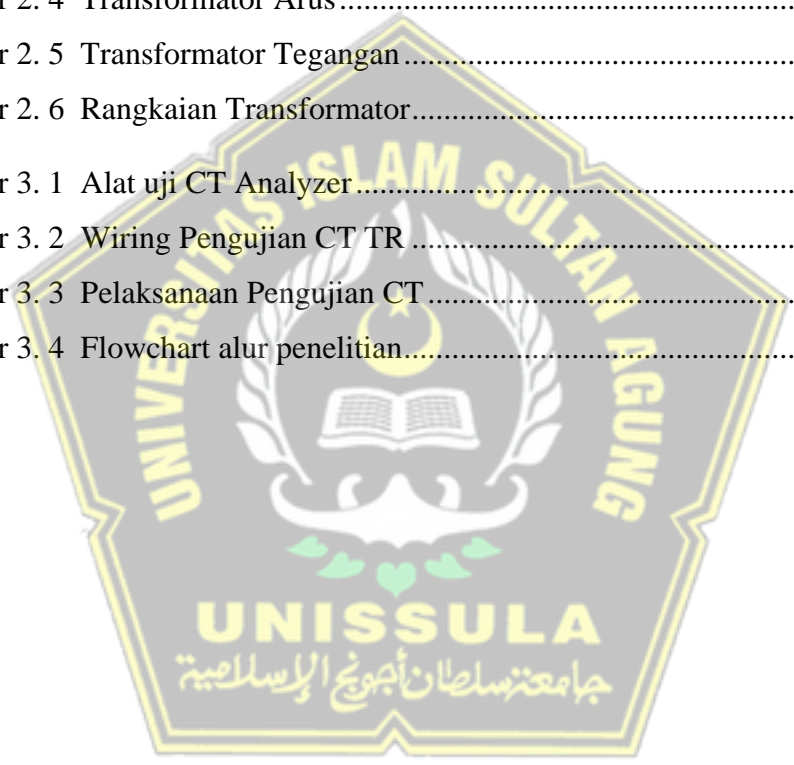 r 2. 4 Transformator Arus........................................................
r 2. 5 Transformator Tegangan................................................
r 2. 6 Rangkaian Transformator...............................................
r 3. 1 Alat uji CT Analyzer......................................................
r 3. 2 Wiring Pengujian CT TR...............................................
r 3. 3 Pelaksanaan Pengujian CT.............................................
r 3. 4 Flowchart alur penelitian................................................
UNIVERSITAS ISLAM SULTAN AGUNG
UNISSULA
جامعة سلطان أجونج الإسلامية